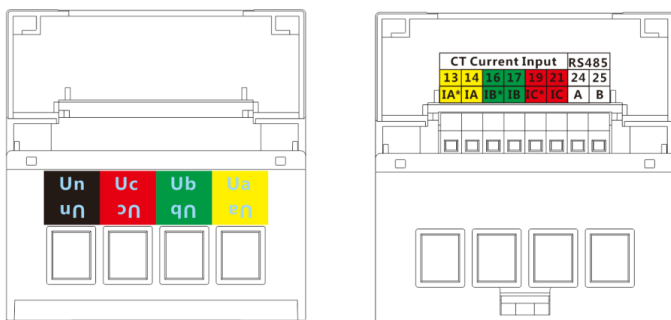 CT Current Input RS485
13 14 16 17 19 21 24 25
IA* IA IB* IB IC* IC A B
Un Uc Ub Ua
Un Uc Ub Ua